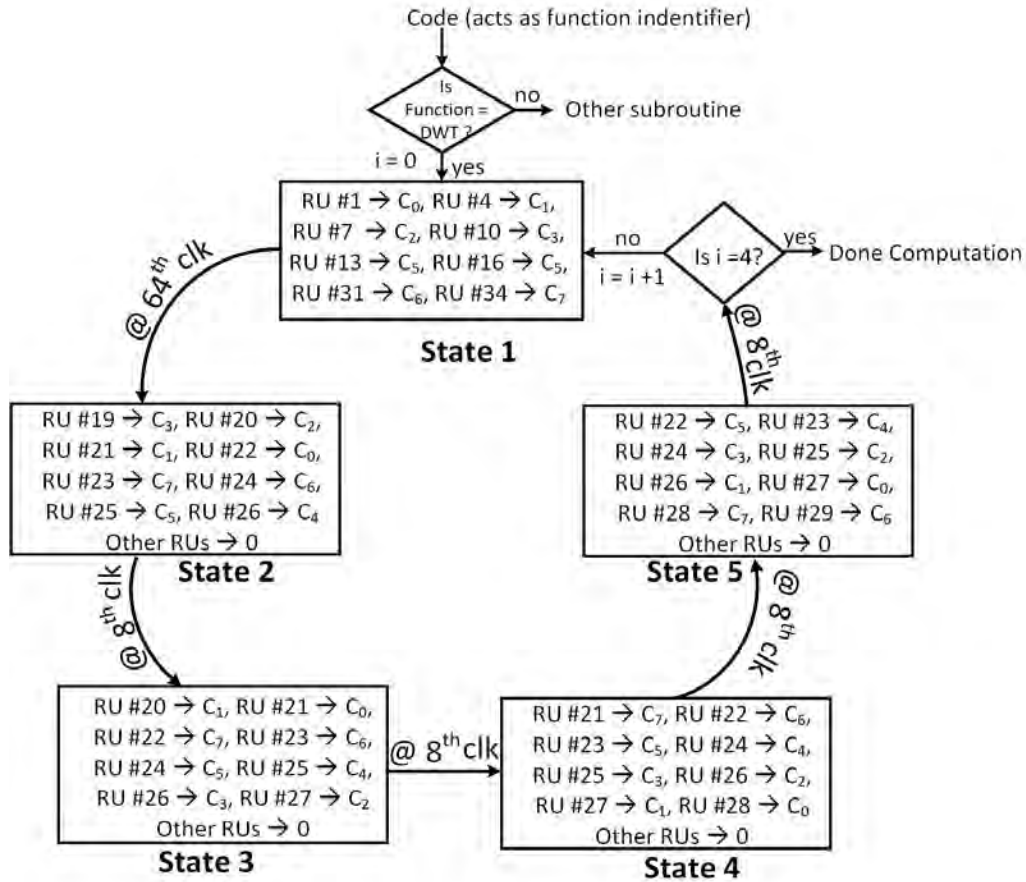 Code (acts as function indentifier)
Is
Function =
DWT ?
no
Other subroutine
i = 0
yes
RU #1 → C₀, RU #4 → C₁,
RU #7 → C₂, RU #10 → C₃,
RU #13 → C₅, RU #16 → C₅,
RU #31 → C₆, RU #34 → C₇
State 1
no
i = i +1
Is i =4?
yes
Done Computation
@ 64th clk
@ 8th clk
RU #19 → C₃, RU #20 → C₂,
RU #21 → C₁, RU #22 → C₀,
RU #23 → C₇, RU #24 → C₆,
RU #25 → C₅, RU #26 → C₄
Other RUs → 0
State 2
RU #22 → C₅, RU #23 → C₄,
RU #24 → C₃, RU #25 → C₂,
RU #26 → C₁, RU #27 → C₀,
RU #28 → C₇, RU #29 → C₆
Other RUs → 0
State 5
@ 8th clk
@ 8th clk
RU #20 → C₁, RU #21 → C₀,
RU #22 → C₇, RU #23 → C₆,
RU #24 → C₅, RU #25 → C₄,
RU #26 → C₃, RU #27 → C₂
Other RUs → 0
State 3
@ 8th clk
RU #21 → C₇, RU #22 → C₆,
RU #23 → C₅, RU #24 → C₄,
RU #25 → C₃, RU #26 → C₂,
RU #27 → C₁, RU #28 → C₀
Other RUs → 0
State 4